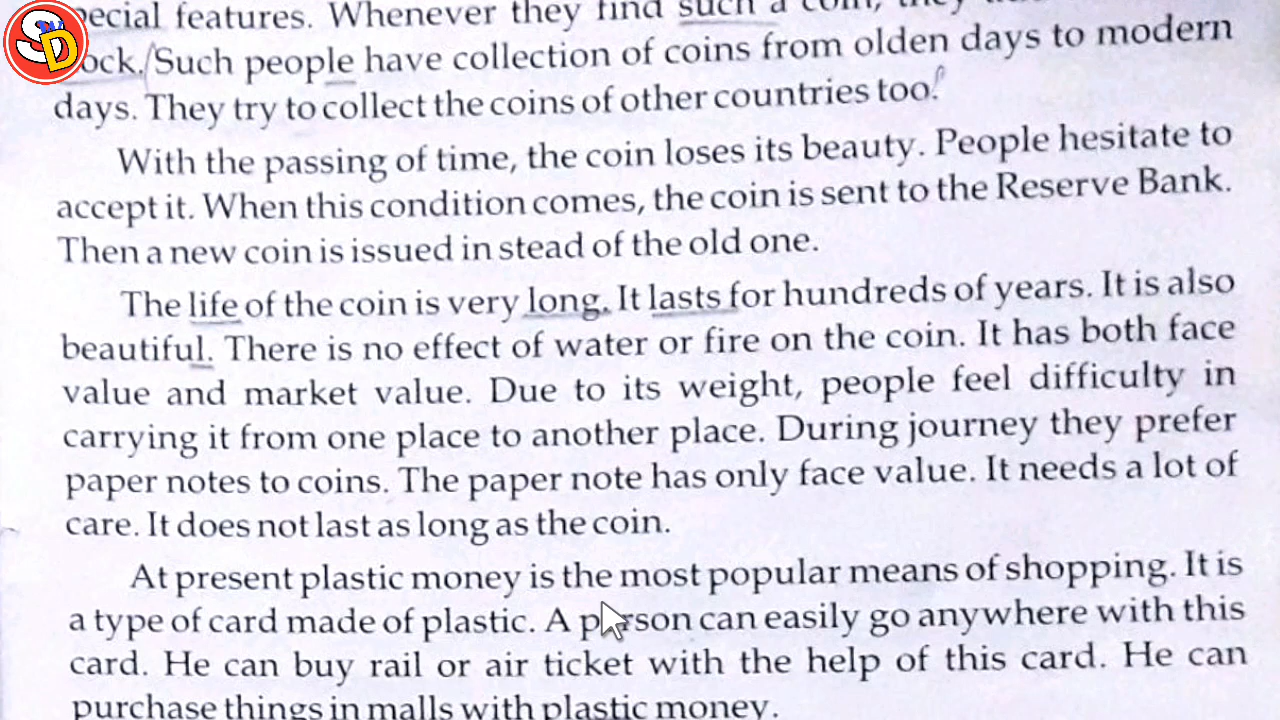 SD
pecial features. Whenever they find such a coin, they
ock. Such people have collection of coins from olden days to modern
days. They try to collect the coins of other countries too.
With the passing of time, the coin loses its beauty. People hesitate to
accept it. When this condition comes, the coin is sent to the Reserve Bank.
Then a new coin is issued in stead of the old one.
The life of the coin is very long. It lasts for hundreds of years. It is also
beautiful. There is no effect of water or fire on the coin. It has both face
value and market value. Due to its weight, people feel difficulty in
carrying it from one place to another place. During journey they prefer
paper notes to coins. The paper note has only face value. It needs a lot of
care. It does not last as long as the coin.
At present plastic money is the most popular means of shopping. It is
a type of card made of plastic. A person can easily go anywhere with this
card. He can buy rail or air ticket with the help of this card. He can
purchase things in malls with plastic money.